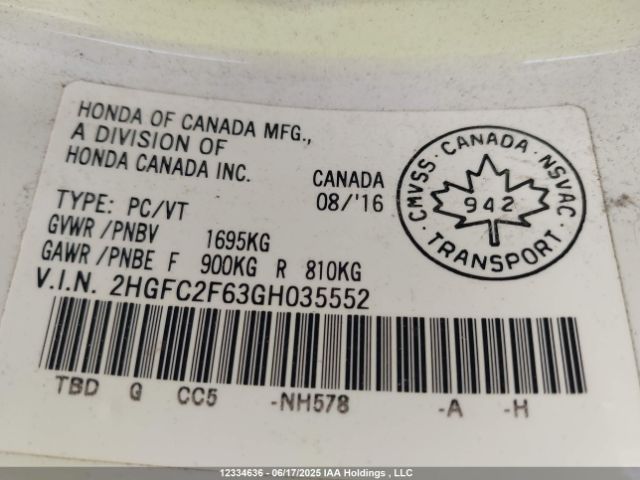 HONDA OF CANADA MFG.,
A DIVISION OF
HONDA CANADA INC.
CANADA
08/'16
TYPE: PC/VT
GVWR/PNBV 1695KG
GAWR/PNBE F 900KG R 810KG
V.I.N. 2HGFC2F63GH035552
TBD G CC5 -NH578 -A -H
CMVSS · CANADA · NSVAC
942
TRANSPORT
12334636 - 06/17/2025 IAA Holdings , LLC